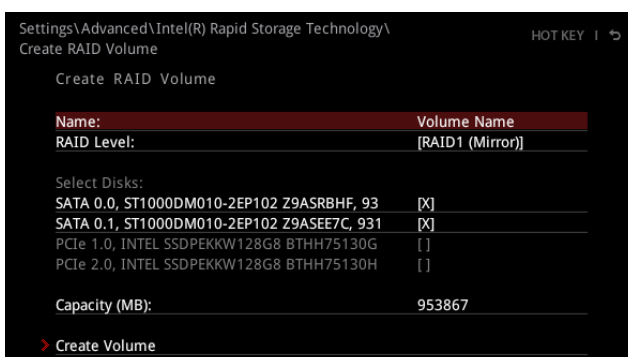 Settings\Advanced\Intel(R) Rapid Storage Technology\
Create RAID Volume
HOT KEY | ⮌
Create RAID Volume
Name: Volume Name
RAID Level: [RAID1 (Mirror)]
Select Disks:
SATA 0.0, ST1000DM010-2EP102 Z9ASRBHF, 93 [X]
SATA 0.1, ST1000DM010-2EP102 Z9ASEE7C, 931 [X]
PCIe 1.0, INTEL SSDPEKKW128G8 BTHH75130G [ ]
PCIe 2.0, INTEL SSDPEKKW128G8 BTHH75130H [ ]
Capacity (MB): 953867
> Create Volume